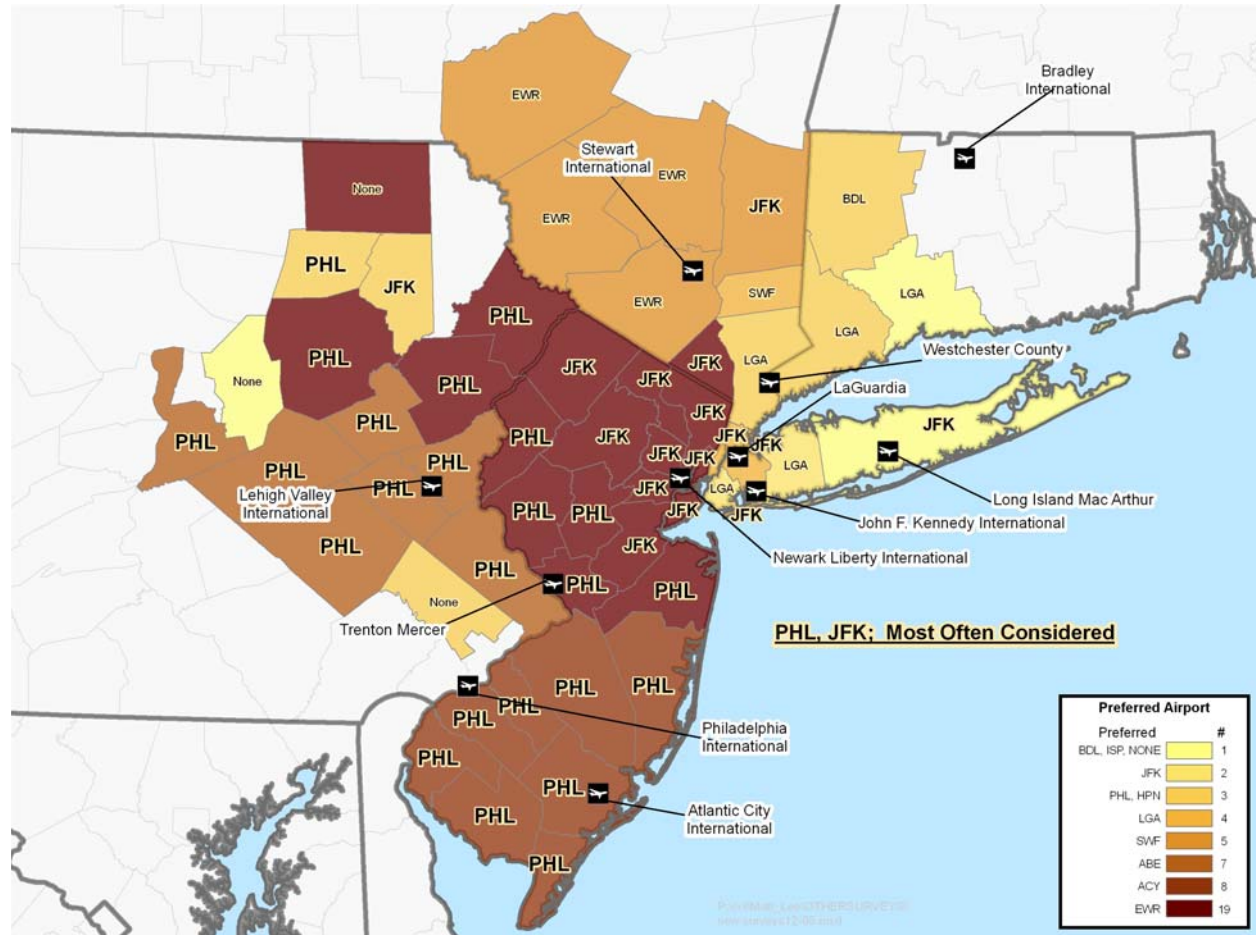 Bradley
International
EWR
Stewart
International
EWR
None
EWR
JFK
BDL
PHL
JFK
EWR
SWF
LGA
PHL
LGA
Westchester County
PHL
JFK
JFK
JFK
LGA
LaGuardia
None
PHL
PHL
JFK
JFK
JFK
PHL
PHL
JFK
JFK
JFK
JFK
PHL
PHL
JFK
JFK
LGA
Lehigh Valley
International
PHL
JFK
LGA
Long Island Mac Arthur
PHL
PHL
PHL
JFK
JFK
John F. Kennedy International
JFK
Newark Liberty International
PHL
None
PHL
PHL
Trenton Mercer
PHL, JFK; Most Often Considered
PHL
PHL
PHL
PHL
Philadelphia
International
PHL
PHL
PHL
Atlantic City
International
PHL
Preferred Airport
Preferred #
BDL, ISP, NONE 1
JFK 2
PHL, HPN 3
LGA 4
SWF 5
ABE 7
ACY 8
EWR 19